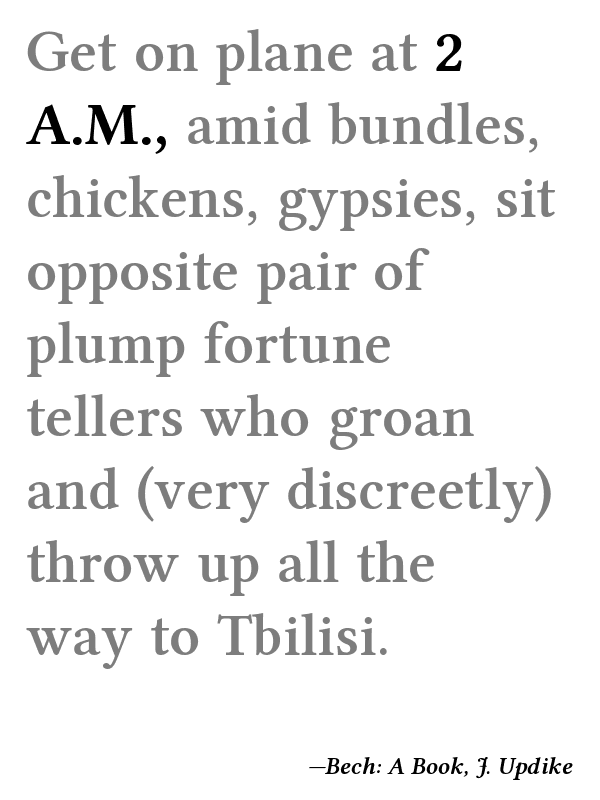 Get on plane at 2
A.M., amid bundles,
chickens, gypsies, sit
opposite pair of
plump fortune
tellers who groan
and (very discreetly)
throw up all the
way to Tbilisi.
—Bech: A Book, J. Updike